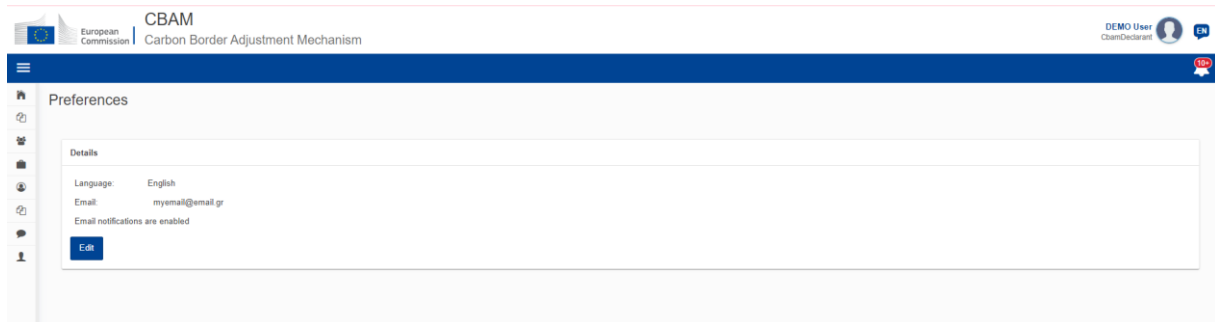 European
Commission
CBAM
Carbon Border Adjustment Mechanism
DEMO User
CbamDeclarant
EN
10+
Preferences
Details
Language: English
Email: myemail@email.gr
Email notifications are enabled
Edit